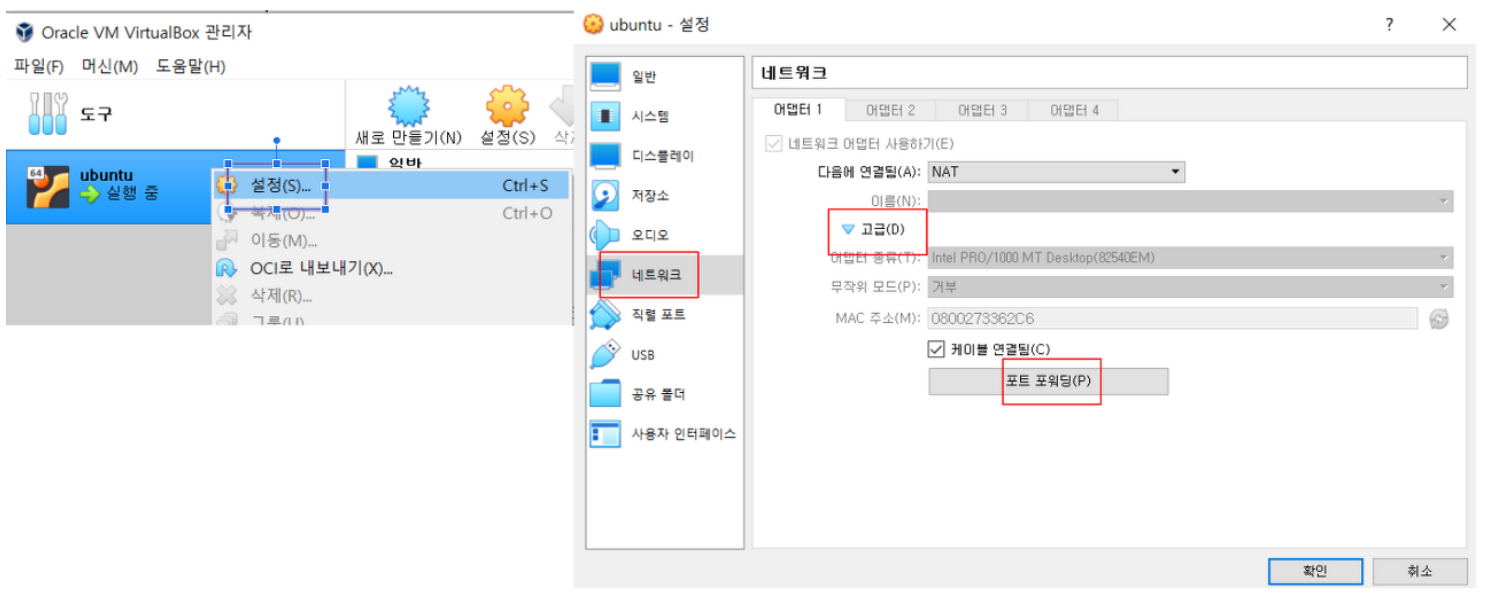 Oracle VM VirtualBox 관리자
파일(F) 머신(M) 도움말(H)
도구
새로 만들기(N) 설정(S)
일반
64
ubuntu
실행 중
설정(S)... Ctrl+S
복제(O)... Ctrl+O
이동(M)...
OCI로 내보내기(X)...
삭제(R)...
그룹(U)
ubuntu - 설정 ?
일반
시스템
디스플레이
저장소
오디오
네트워크
직렬 포트
USB
공유 폴더
사용자 인터페이스
네트워크
어댑터 1 어댑터 2 어댑터 3 어댑터 4
네트워크 어댑터 사용하기(E)
다음에 연결됨(A): NAT
이름(N):
고급(D)
어댑터 종류(T): Intel PRO/1000 MT Desktop(82540EM)
무작위 모드(P): 거부
MAC 주소(M): 0800273362C6
케이블 연결됨(C)
포트 포워딩(P)
확인 취소